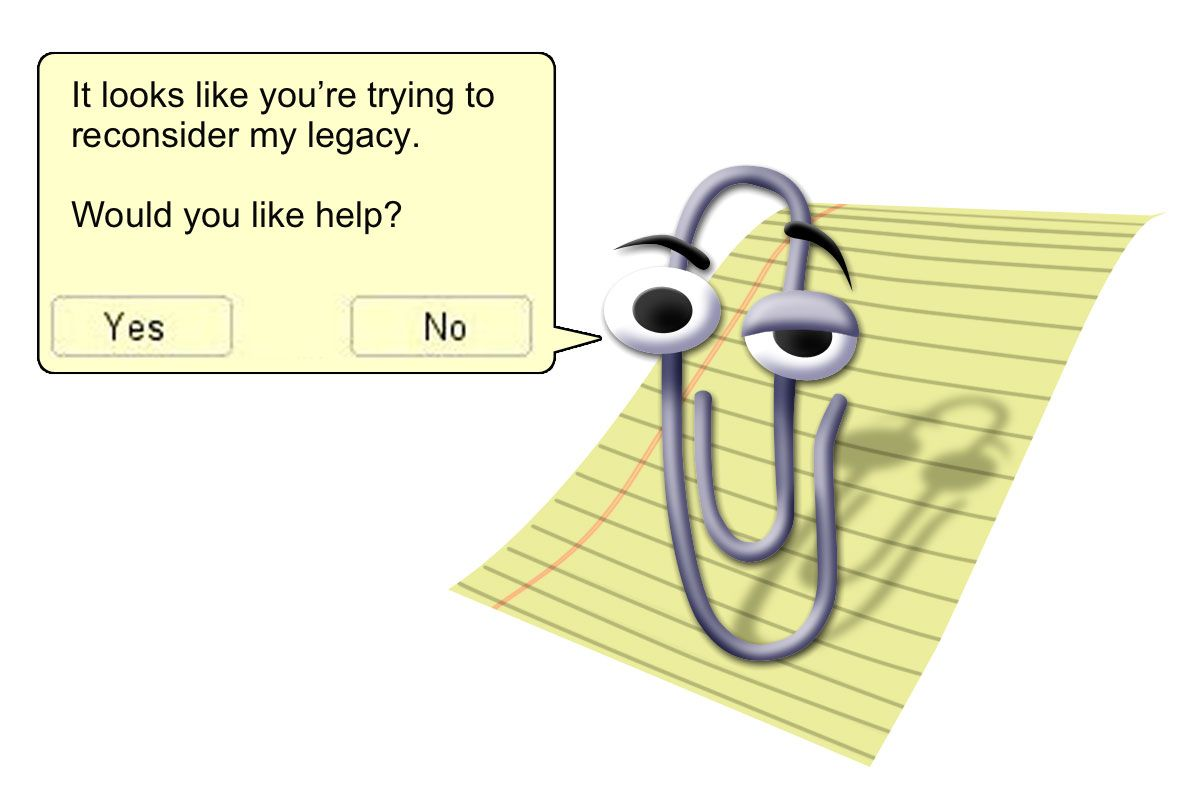 It looks like you’re trying to
reconsider my legacy.
Would you like help?
Yes No